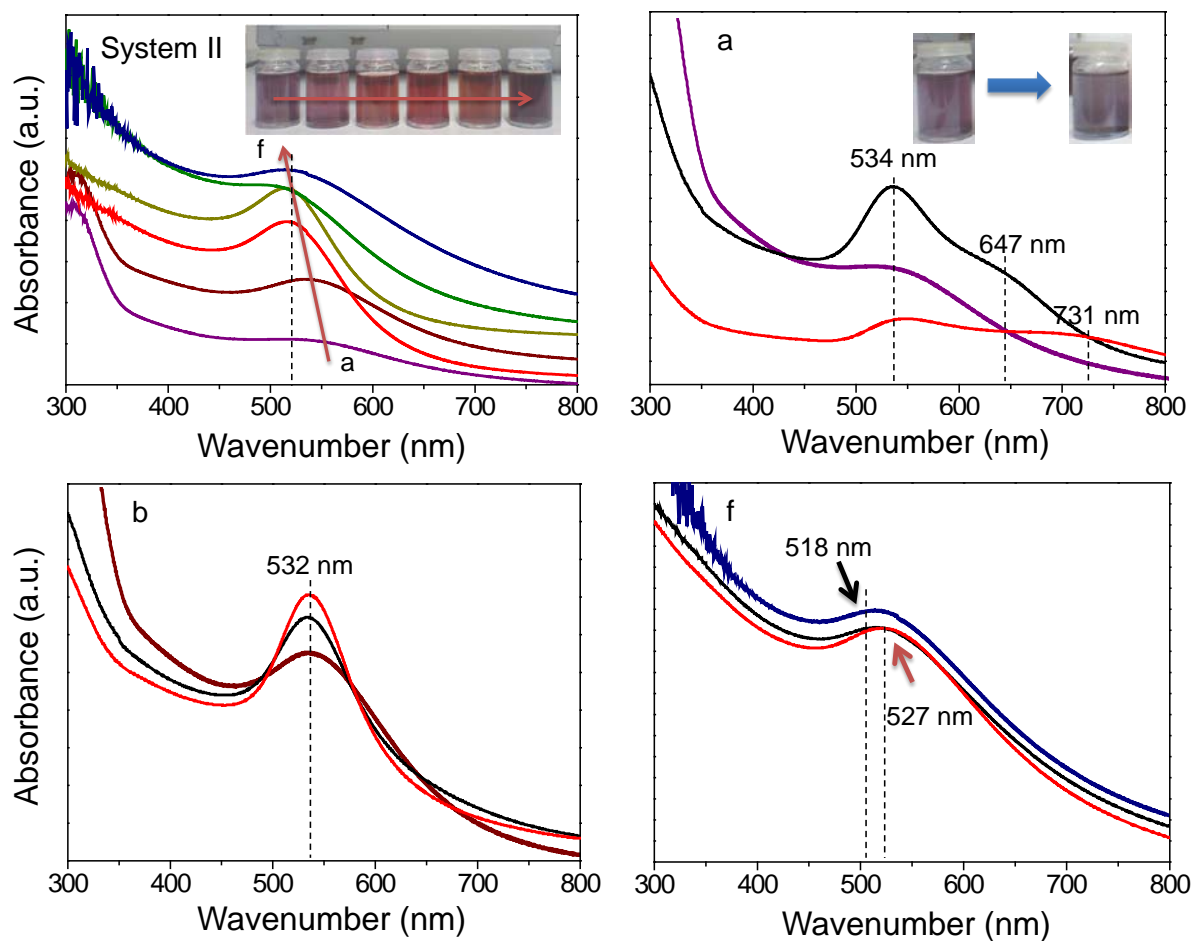 System II
f
a
Absorbance (a.u.)
300 400 500 600 700 800
Wavenumber (nm)
a
534 nm
647 nm
731 nm
300 400 500 600 700 800
Wavenumber (nm)
b
532 nm
Absorbance (a.u.)
300 400 500 600 700 800
Wavenumber (nm)
f
518 nm
527 nm
300 400 500 600 700 800
Wavenumber (nm)